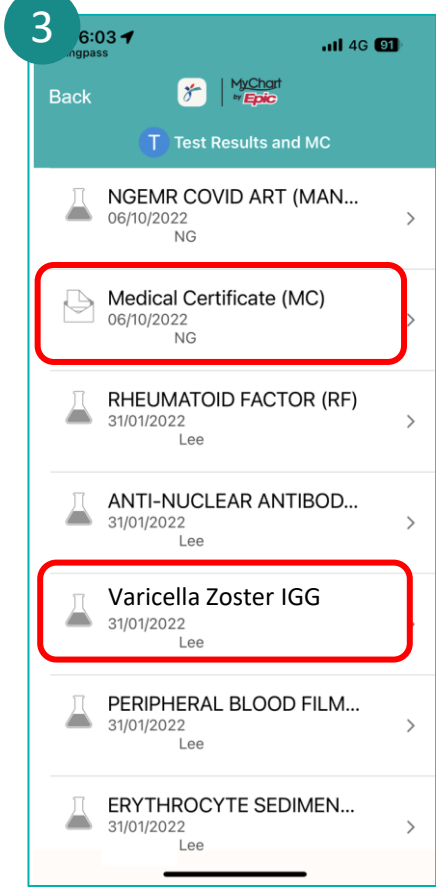 3
6:03
4G 91
ngpass
Back
MyChart
by Epic
T Test Results and MC
NGEMR COVID ART (MAN...
06/10/2022
NG
Medical Certificate (MC)
06/10/2022
NG
RHEUMATOID FACTOR (RF)
31/01/2022
Lee
ANTI-NUCLEAR ANTIBOD...
31/01/2022
Lee
Varicella Zoster IGG
31/01/2022
Lee
PERIPHERAL BLOOD FILM...
31/01/2022
Lee
ERYTHROCYTE SEDIMEN...
31/01/2022
Lee